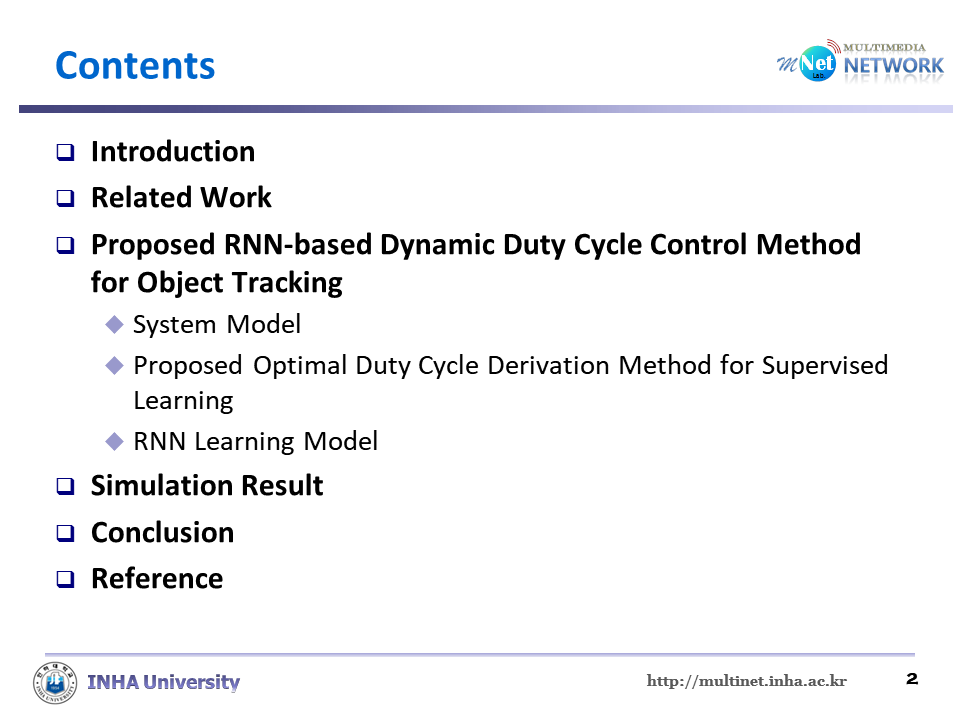 Contents
MULTIMEDIA
mNet NETWORK
Lab.
Introduction
Related Work
Proposed RNN-based Dynamic Duty Cycle Control Method
for Object Tracking
System Model
Proposed Optimal Duty Cycle Derivation Method for Supervised
Learning
RNN Learning Model
Simulation Result
Conclusion
Reference
INHA University
http://multinet.inha.ac.kr
2